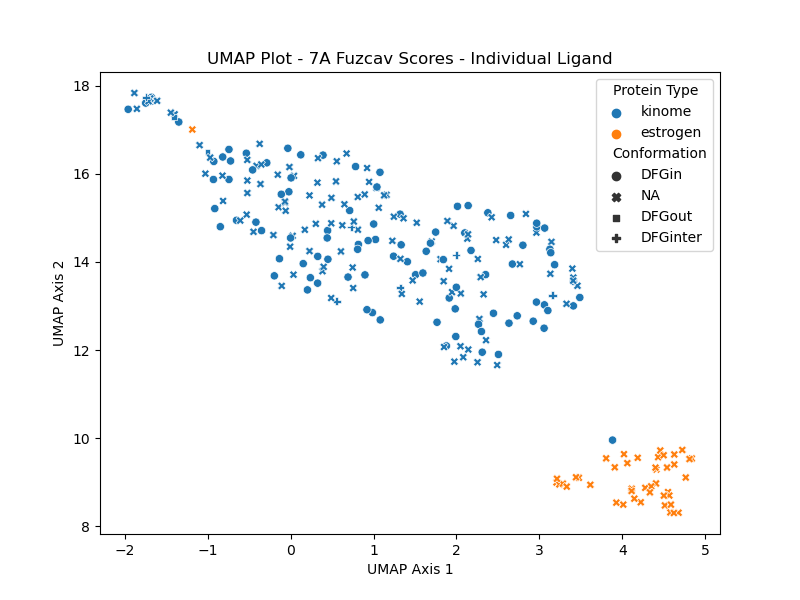 UMAP Plot - 7A Fuzcav Scores - Individual Ligand
Protein Type
kinome
estrogen
Conformation
DFGin
NA
DFGout
DFGinter
18
16
14
12
10
8
UMAP Axis 2
−2
−1
0
1
2
3
4
5
UMAP Axis 1